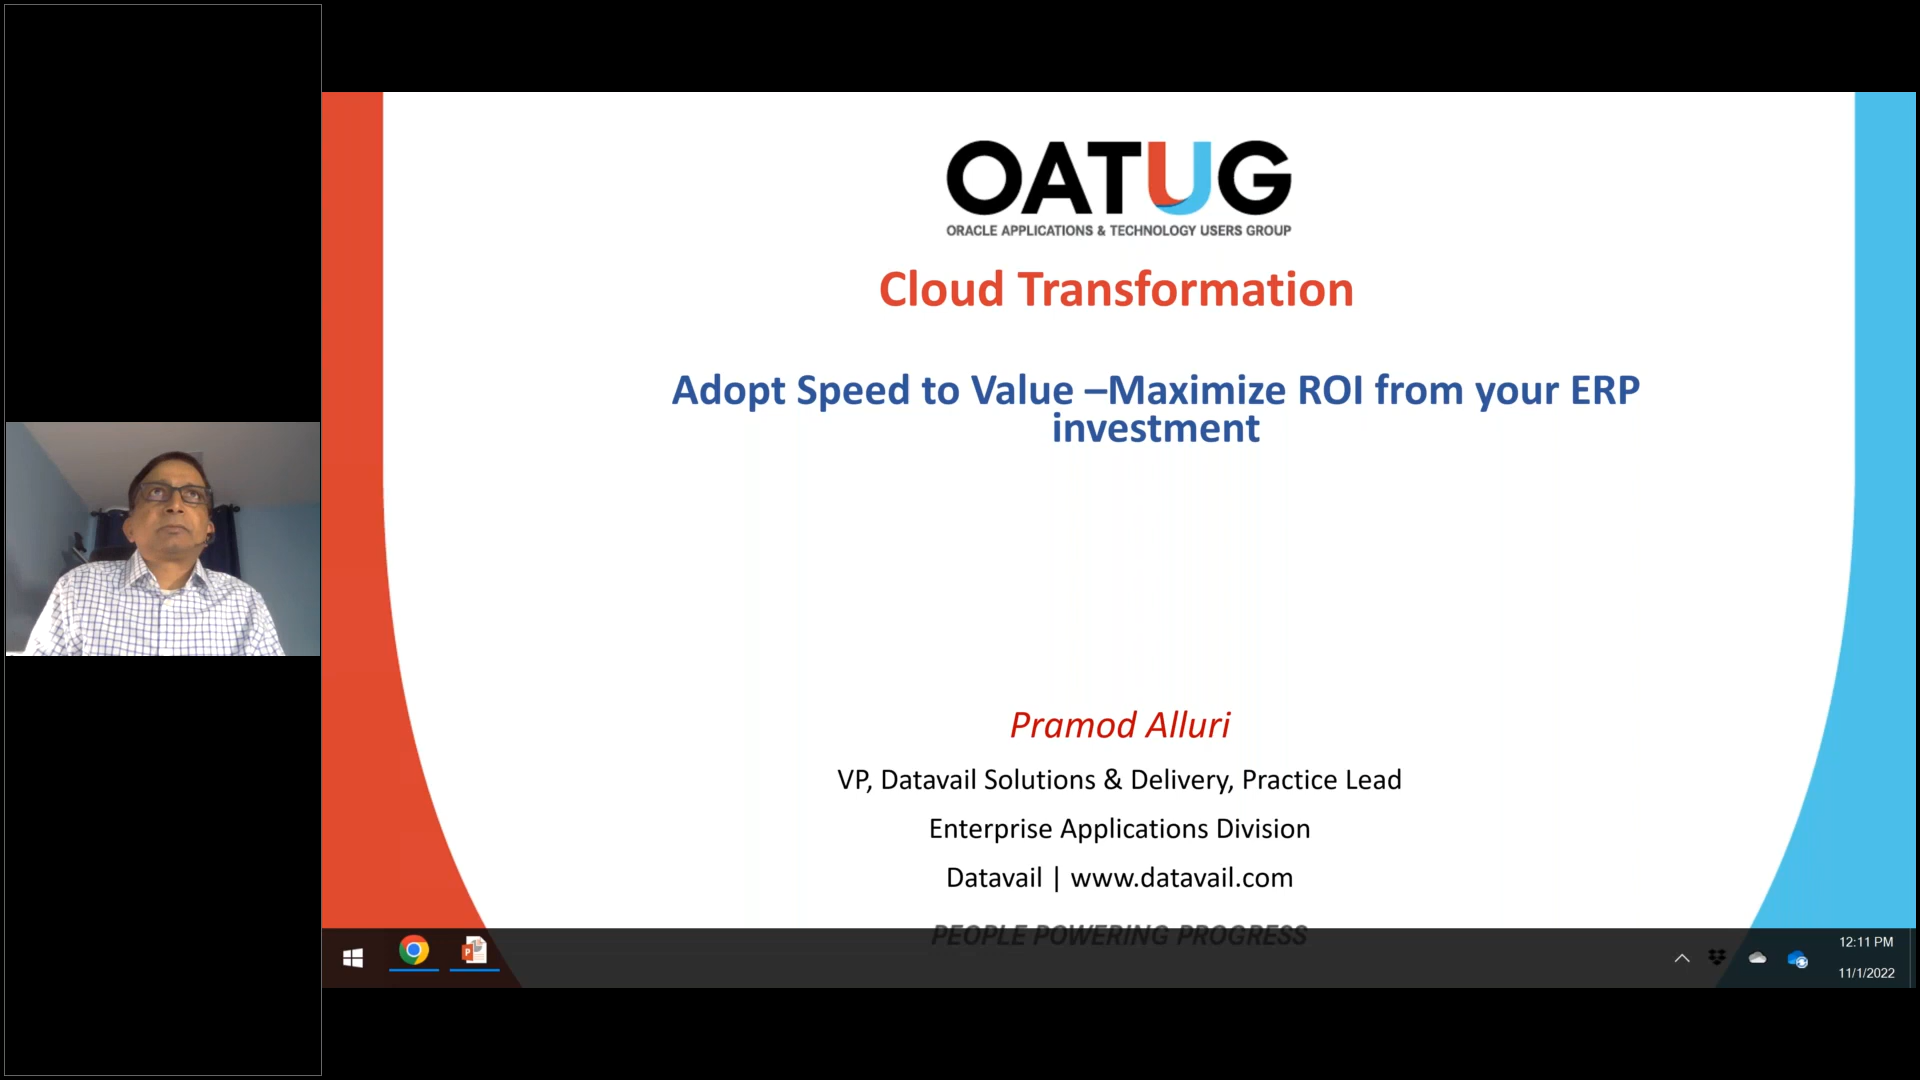 OATUG
ORACLE APPLICATIONS & TECHNOLOGY USERS GROUP
Cloud Transformation
Adopt Speed to Value –Maximize ROI from your ERP
investment
Pramod Alluri
VP, Datavail Solutions & Delivery, Practice Lead
Enterprise Applications Division
Datavail | www.datavail.com
PEOPLE POWERING PROGRESS
12:11 PM
11/1/2022